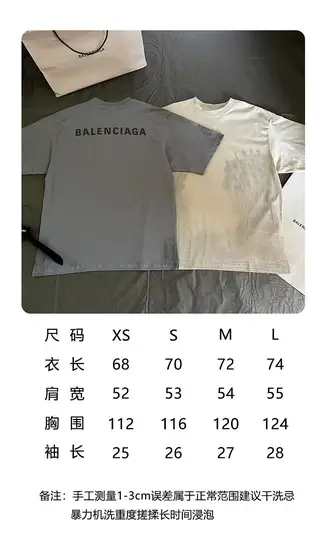 BALENCIAGA
BALENCIAGA
尺 码 XS S M L
衣 长 68 70 72 74
肩 宽 52 53 54 55
胸 围 112 116 120 124
袖 长 25 26 27 28
备注：手工测量1-3cm误差属于正常范围建议干洗忌
暴力机洗重度搓揉长时间浸泡